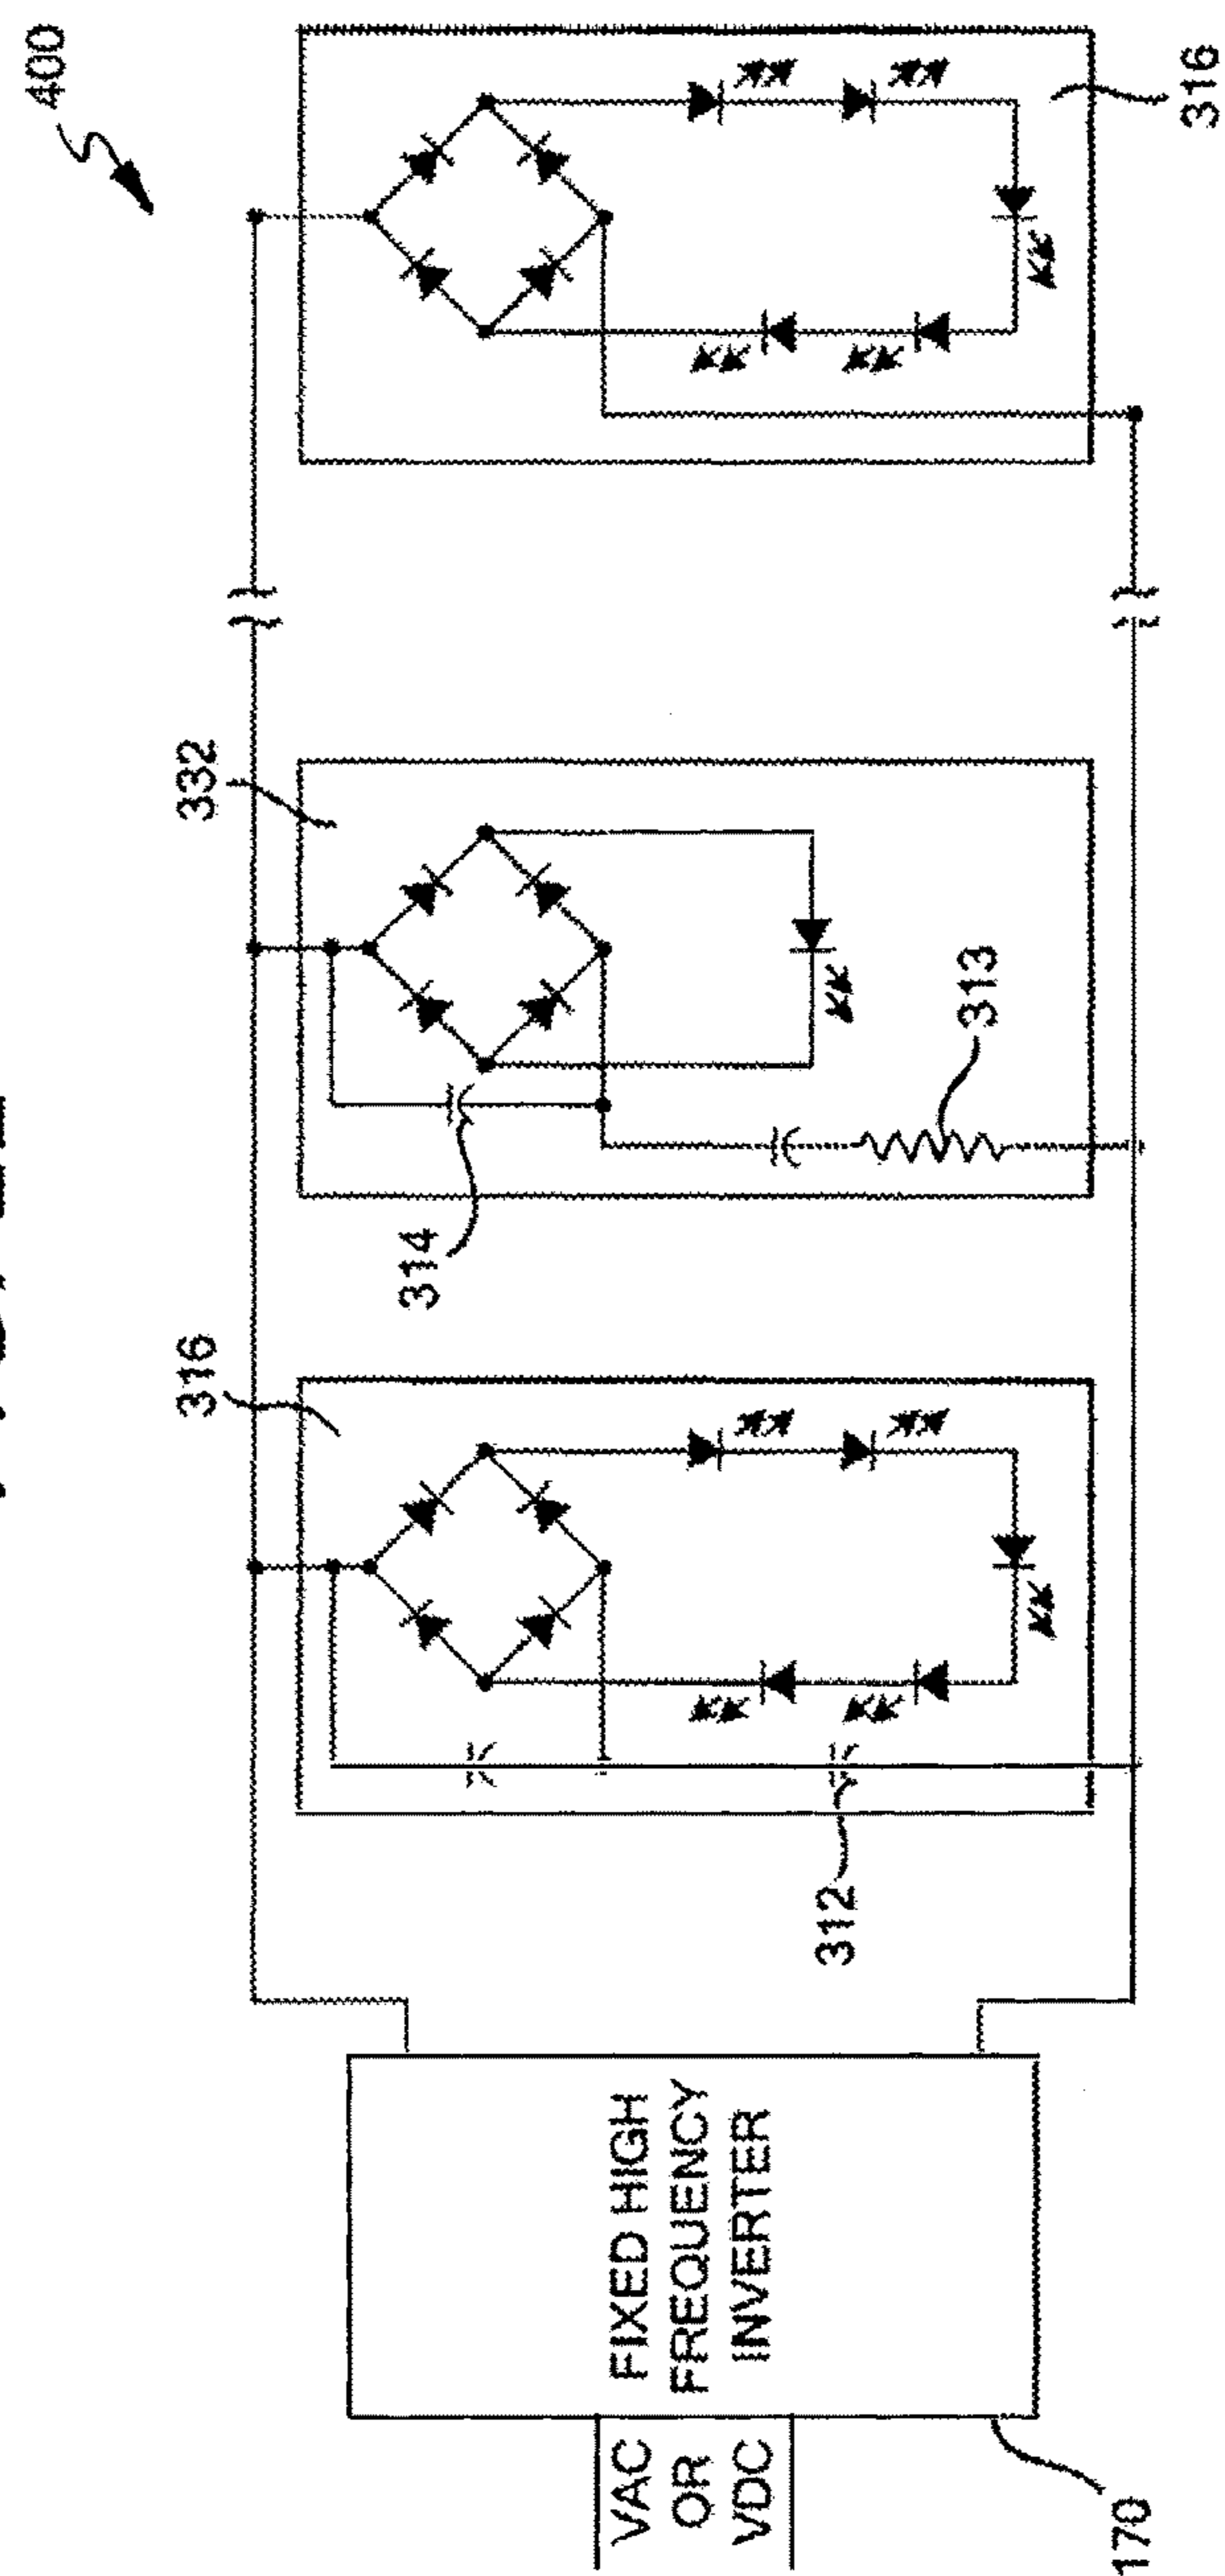 400
316
332
313
314
316
312
FIXED HIGH
FREQUENCY
INVERTER
VAC
OR
VDC
170